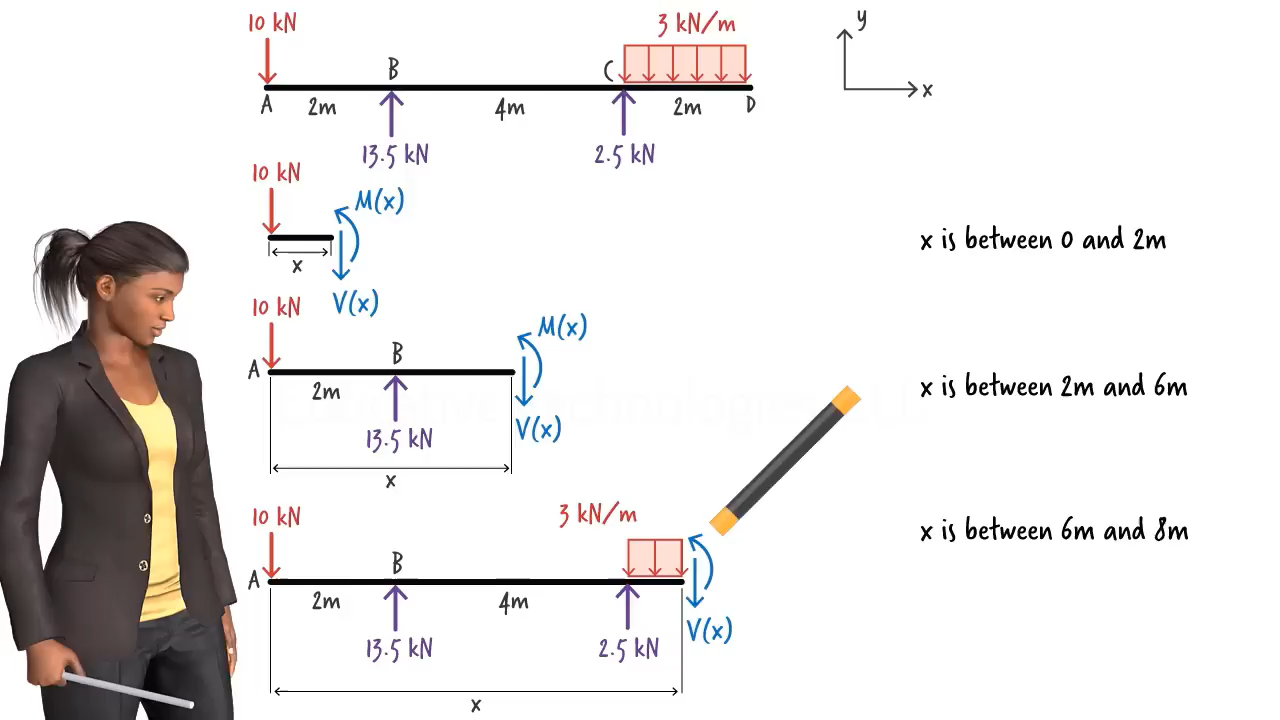 10 kN
3 kN/m
y
B
C
x
A
2m
4m
2m
D
13.5 kN
2.5 kN
10 kN
M(x)
x is between 0 and 2m
x
V(x)
10 kN
M(x)
B
A
x is between 2m and 6m
2m
V(x)
13.5 kN
x
10 kN
3 kN/m
x is between 6m and 8m
B
A
2m
4m
V(x)
13.5 kN
2.5 kN
x